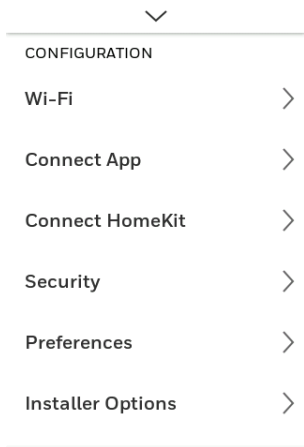 CONFIGURATION
Wi-Fi
Connect App
Connect HomeKit
Security
Preferences
Installer Options